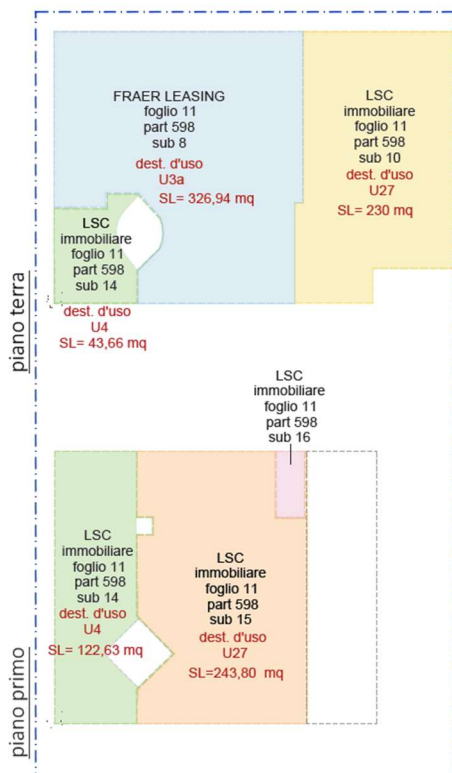 FRAER LEASING
foglio 11
part 598
sub 8
dest. d'uso
U3a
SL= 326,94 mq
LSC
immobiliare
foglio 11
part 598
sub 10
dest. d'uso
U27
SL= 230 mq
LSC
immobiliare
foglio 11
part 598
sub 14
dest. d'uso
U4
SL= 43,66 mq
piano terra
LSC
immobiliare
foglio 11
part 598
sub 16
LSC
immobiliare
foglio 11
part 598
sub 14
dest. d'uso
U4
SL= 122,63 mq
LSC
immobiliare
foglio 11
part 598
sub 15
dest. d'uso
U27
SL=243,80 mq
piano primo